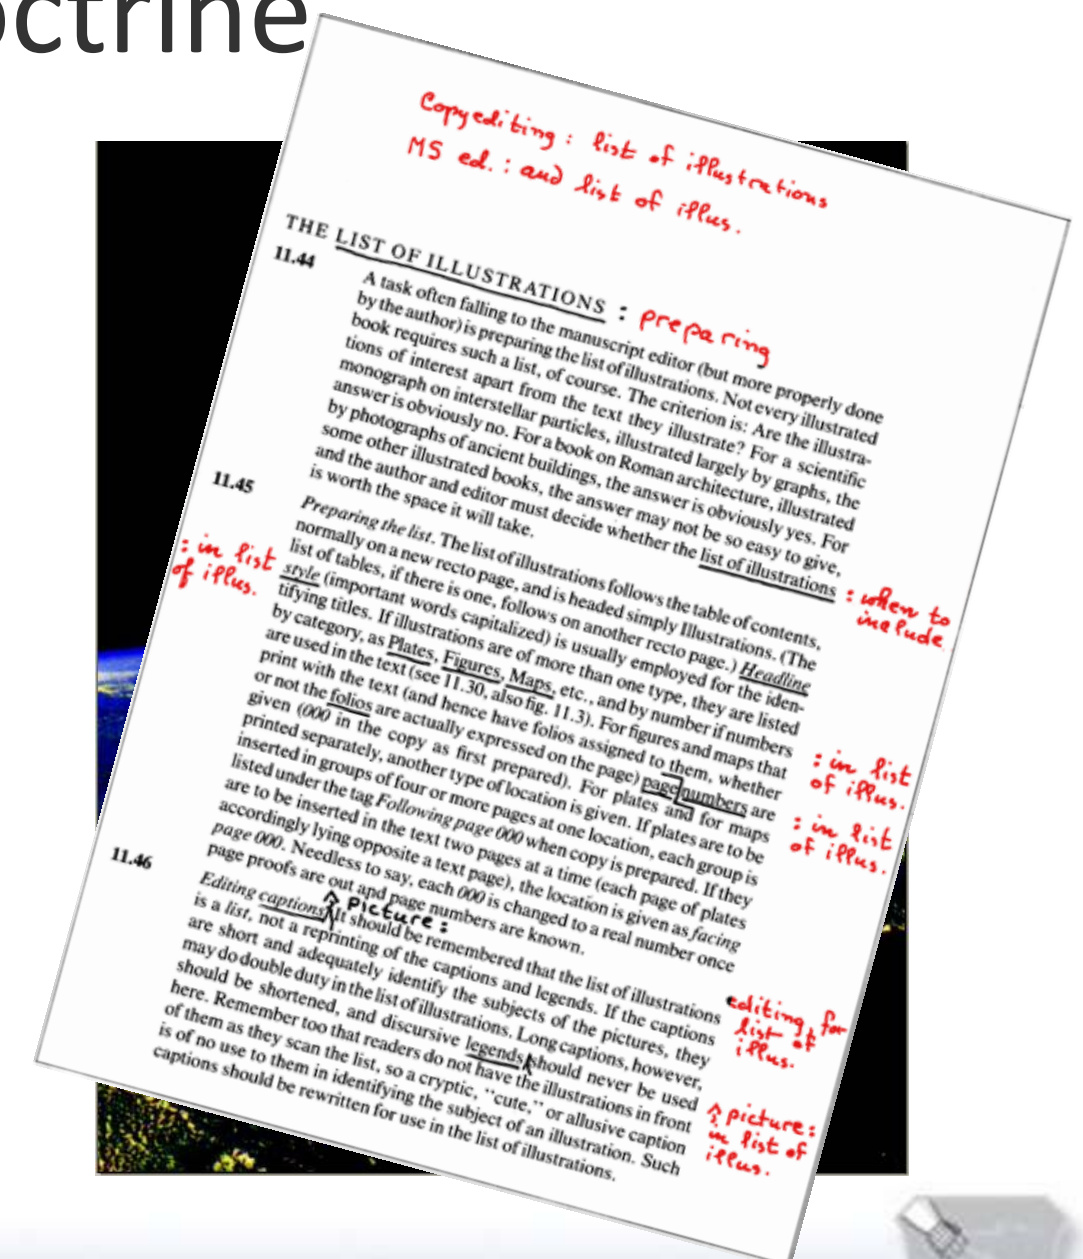 octrine
Copyediting : list of illustrations
MS ed. : and list of illus.
THE LIST OF ILLUSTRATIONS : preparing
11.44
A task often falling to the manuscript editor (but more properly done
by the author) is preparing the list of illustrations. Not every illustrated
book requires such a list, of course. The criterion is: Are the illustra-
tions of interest apart from the text they illustrate? For a scientific
monograph on interstellar particles, illustrated largely by graphs, the
answer is obviously no. For a book on Roman architecture, illustrated
by photographs of ancient buildings, the answer is obviously yes. For
some other illustrated books, the answer may not be so easy to give,
and the author and editor must decide whether the list of illustrations
: when to
include
is worth the space it will take.
11.45
Preparing the list. The list of illustrations follows the table of contents,
normally on a new recto page, and is headed simply Illustrations. (The
list of tables, if there is one, follows on another recto page.) Headline
: in list
of illus.
style (important words capitalized) is usually employed for the iden-
tifying titles. If illustrations are of more than one type, they are listed
by category, as Plates, Figures, Maps, etc., and by number if numbers
are used in the text (see 11.30, also fig. 11.3). For figures and maps that
print with the text (and hence have folios assigned to them, whether
or not the folios are actually expressed on the page) page numbers are
: in list
of illus.
: in list
of illus.
given (000 in the copy as first prepared). For plates and for maps
printed separately, another type of location is given. If plates are to be
inserted in groups of four or more pages at one location, each group is
listed under the tag Following page 000 when copy is prepared. If they
are to be inserted in the text two pages at a time (each page of plates
accordingly lying opposite a text page), the location is given as facing
page 000. Needless to say, each 000 is changed to a real number once
page proofs are out and page numbers are known.
11.46
^ picture :
Editing captions. It should be remembered that the list of illustrations
is a list, not a reprinting of the captions and legends. If the captions
editing, for
list of
illus.
are short and adequately identify the subjects of the pictures, they
may do double duty in the list of illustrations. Long captions, however,
should be shortened, and discursive legends should never be used
^ picture:
in list of
illus.
here. Remember too that readers do not have the illustrations in front
of them as they scan the list, so a cryptic, "cute," or allusive caption
is of no use to them in identifying the subject of an illustration. Such
captions should be rewritten for use in the list of illustrations.